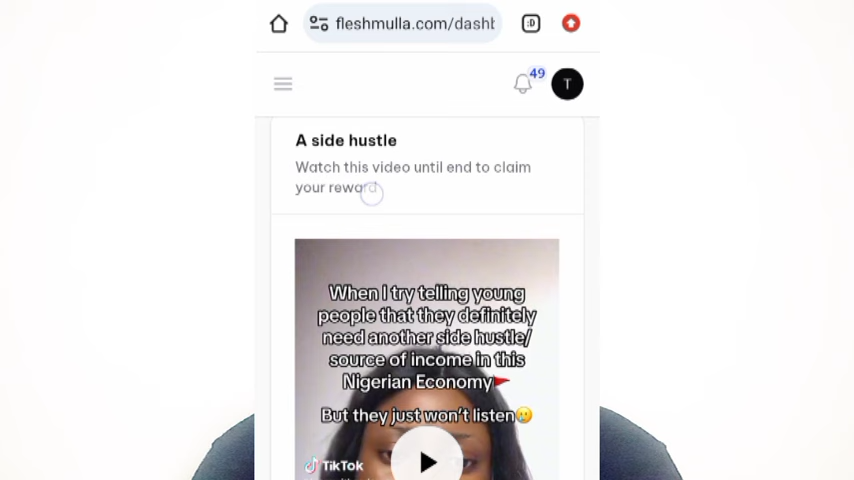 fleshmulla.com/dashb
:D
49
T
A side hustle
Watch this video until end to claim
your reward
When I try telling young
people that they definitely
need another side hustle/
source of income in this
Nigerian Economy🚩
But they just won't listen🥲
TikTok